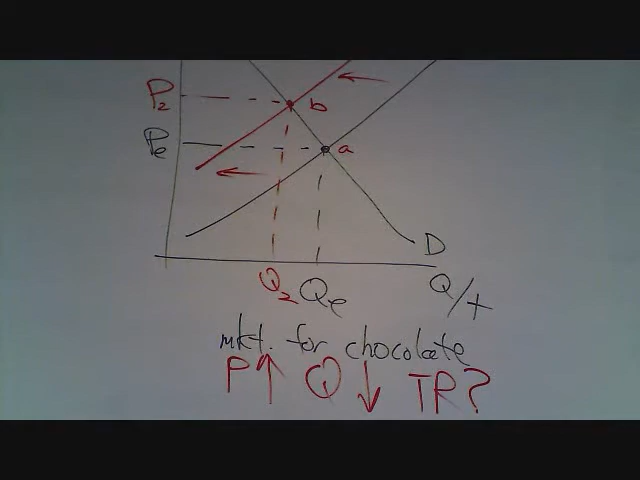 P2
b
Pe
a
D
Q2 Qe Q/t
mkt. for chocolate
P↑ Q↓ TR?